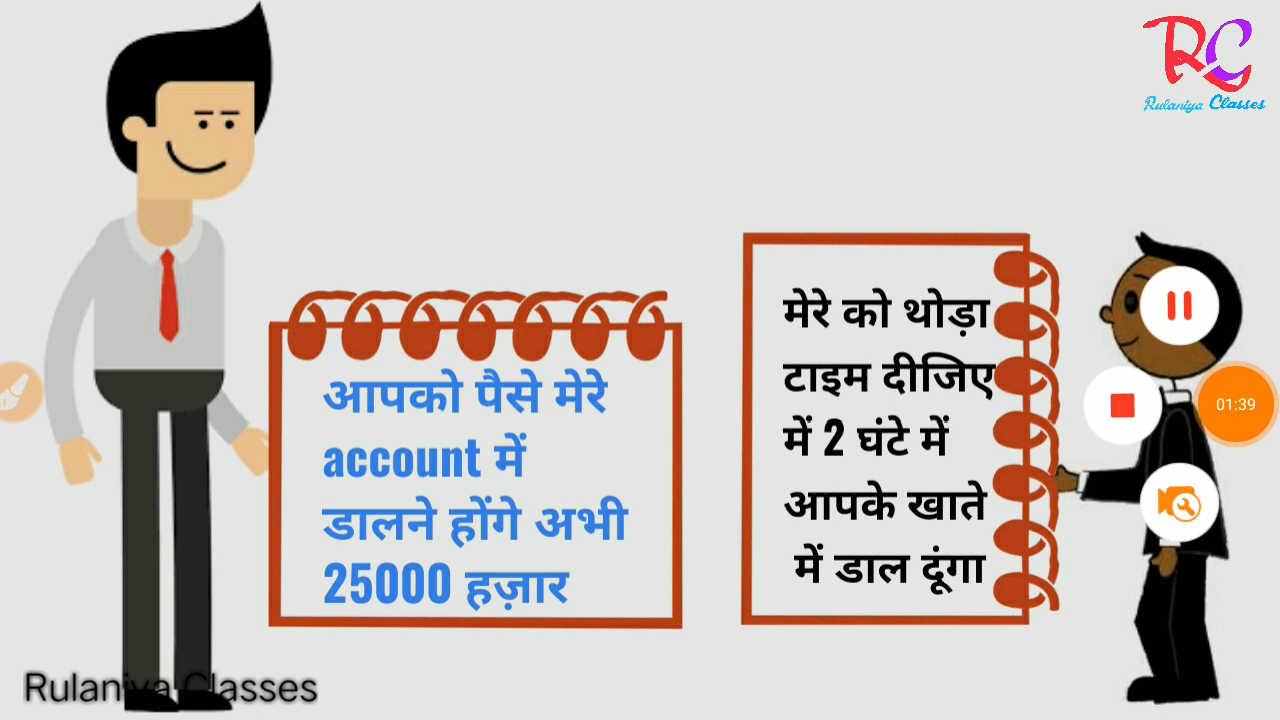 RC
Rulaniya Classes
आपको पैसे मेरे
account में
डालने होंगे अभी
25000 हज़ार
मेरे को थोड़ा
टाइम दीजिए
में 2 घंटे में
आपके खाते
में डाल दूंगा
01:39
Rulaniya Classes